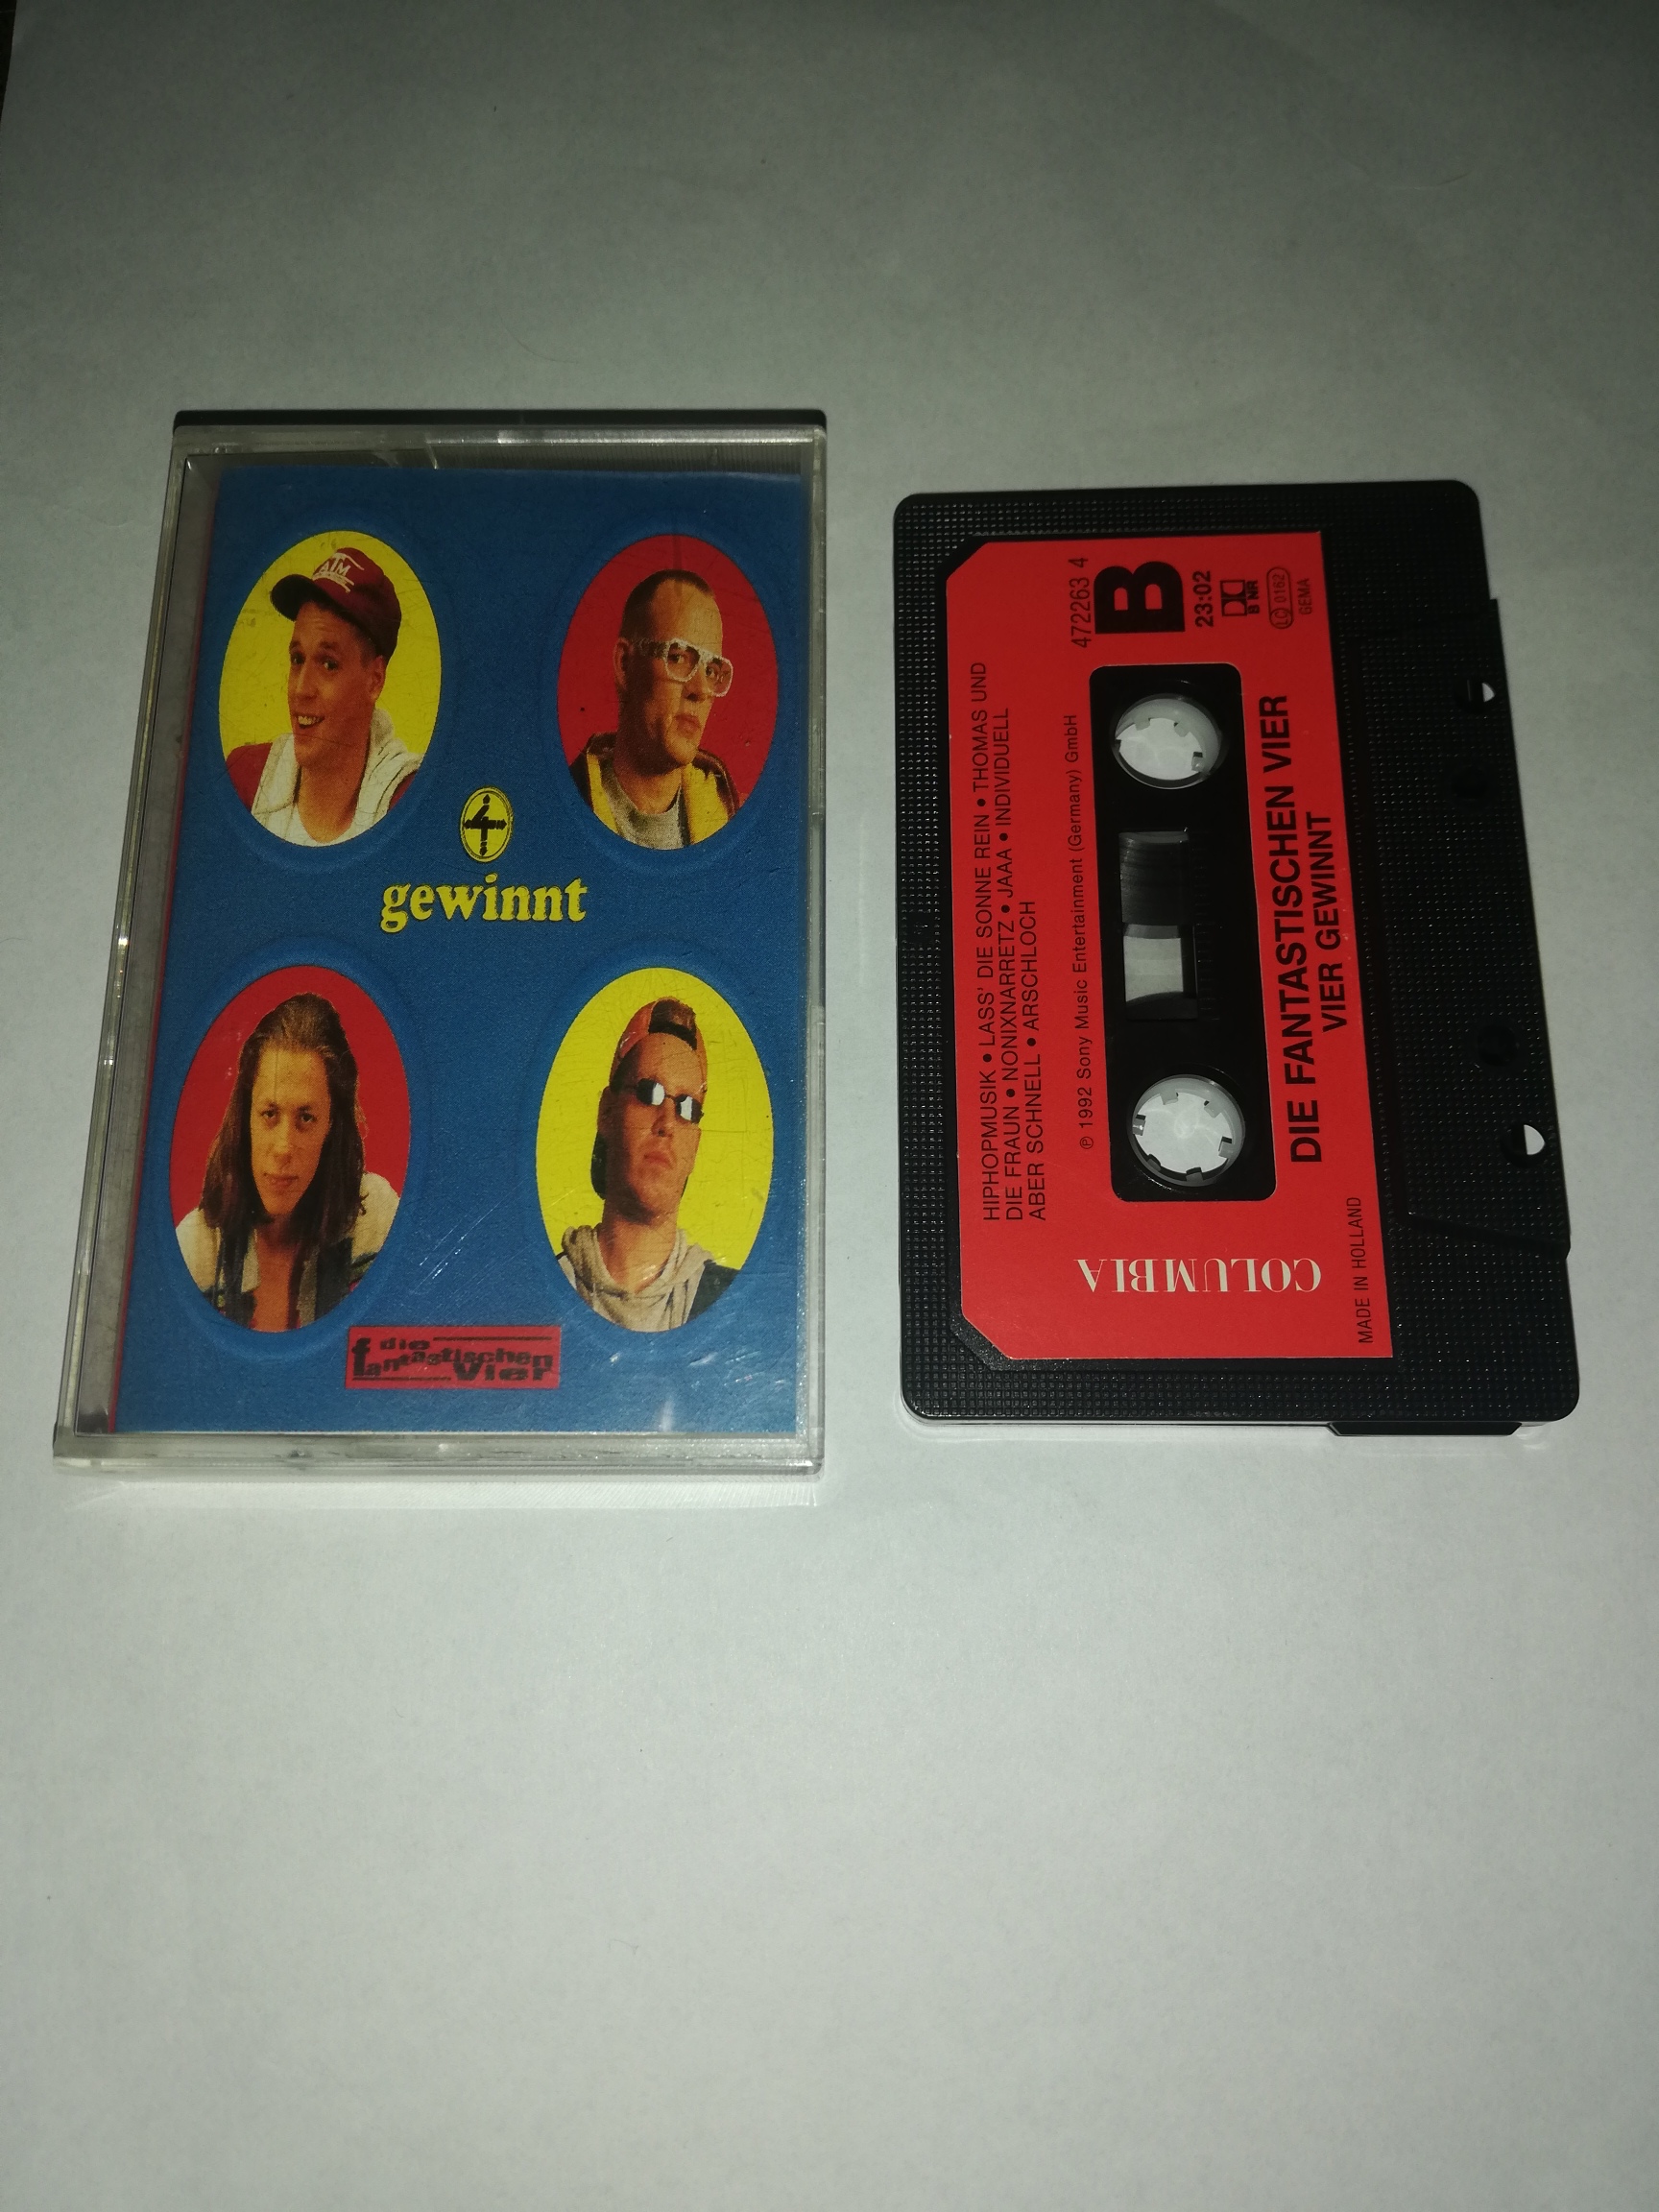 AIM
4
gewinnt
die
fantastischen
Vier
HIPHOPMUSIK • LASS' DIE SONNE REIN • THOMAS UND
DIE FRAUN • NONIXNARRETZ • JAAA • INDIVIDUELL
ABER SCHNELL • ARSCHLOCH
℗ 1992 Sony Music Entertainment (Germany) GmbH
472263 4
B
23:02
B NR
LC 0162
GEMA
DIE FANTASTISCHEN VIER
VIER GEWINNT
COLUMBIA
MADE IN HOLLAND